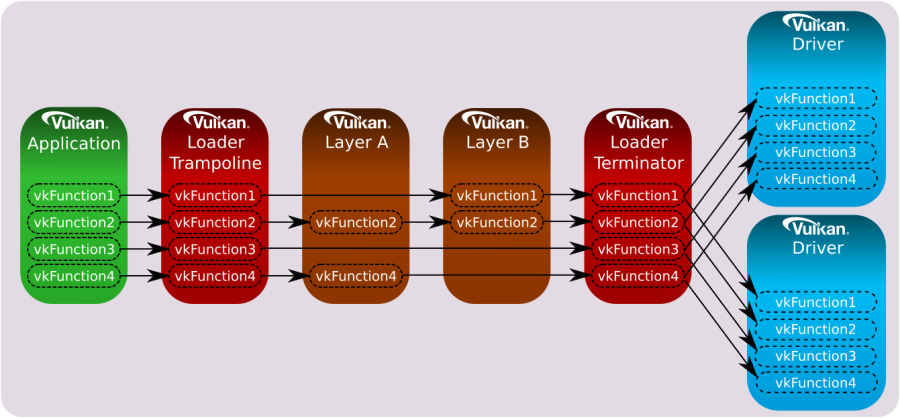 Vulkan®
Application
vkFunction1
vkFunction2
vkFunction3
vkFunction4
Vulkan®
Loader
Trampoline
vkFunction1
vkFunction2
vkFunction3
vkFunction4
Vulkan®
Layer A
vkFunction2
vkFunction4
Vulkan®
Layer B
vkFunction1
vkFunction2
Vulkan®
Loader
Terminator
vkFunction1
vkFunction2
vkFunction3
vkFunction4
Vulkan®
Driver
vkFunction1
vkFunction2
vkFunction3
vkFunction4
Vulkan®
Driver
vkFunction1
vkFunction2
vkFunction3
vkFunction4